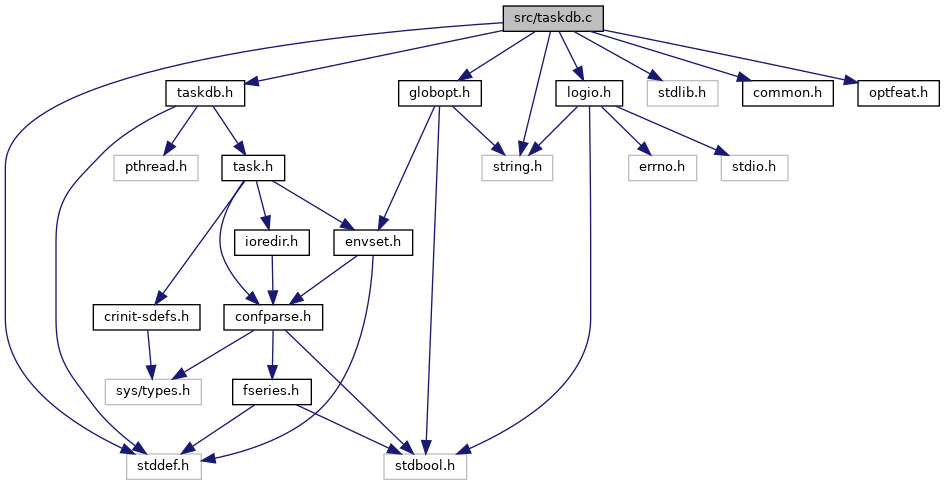 src/taskdb.c
taskdb.h
globopt.h
logio.h
stdlib.h
common.h
optfeat.h
pthread.h
task.h
string.h
errno.h
stdio.h
ioredir.h
envset.h
crinit-sdefs.h
confparse.h
sys/types.h
fseries.h
stddef.h
stdbool.h